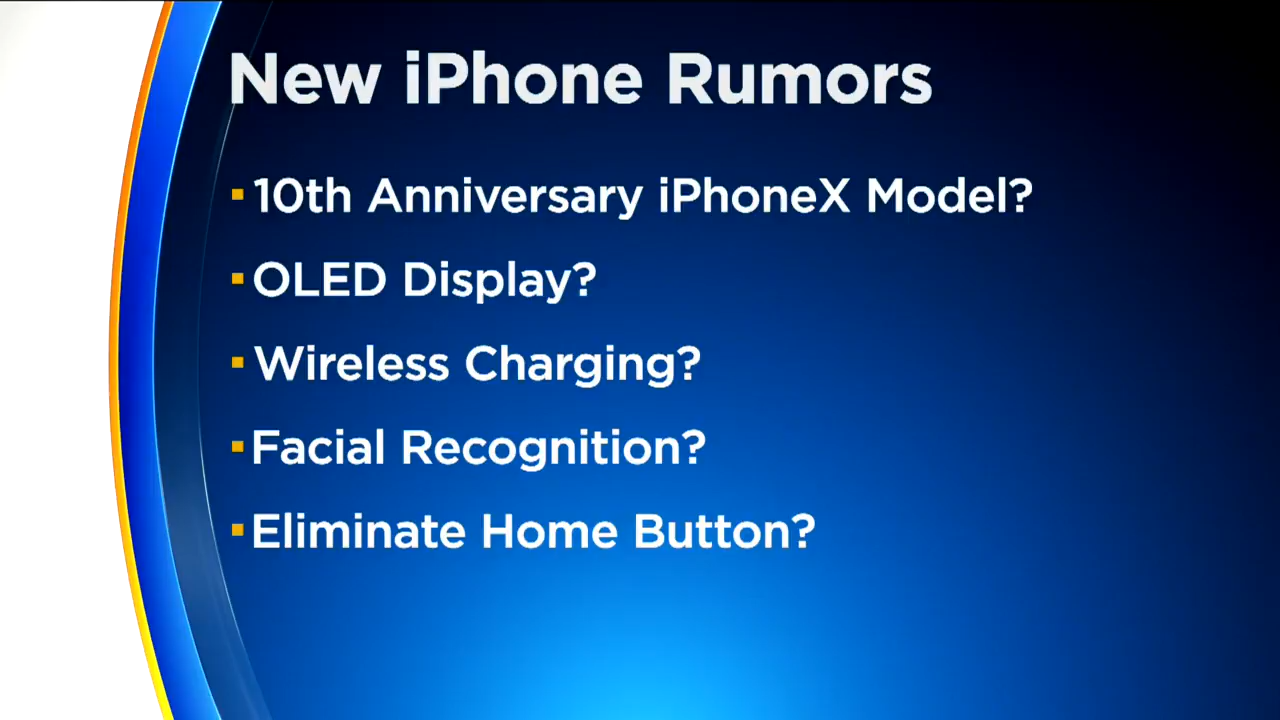 New iPhone Rumors
10th Anniversary iPhoneX Model?
OLED Display?
Wireless Charging?
Facial Recognition?
Eliminate Home Button?